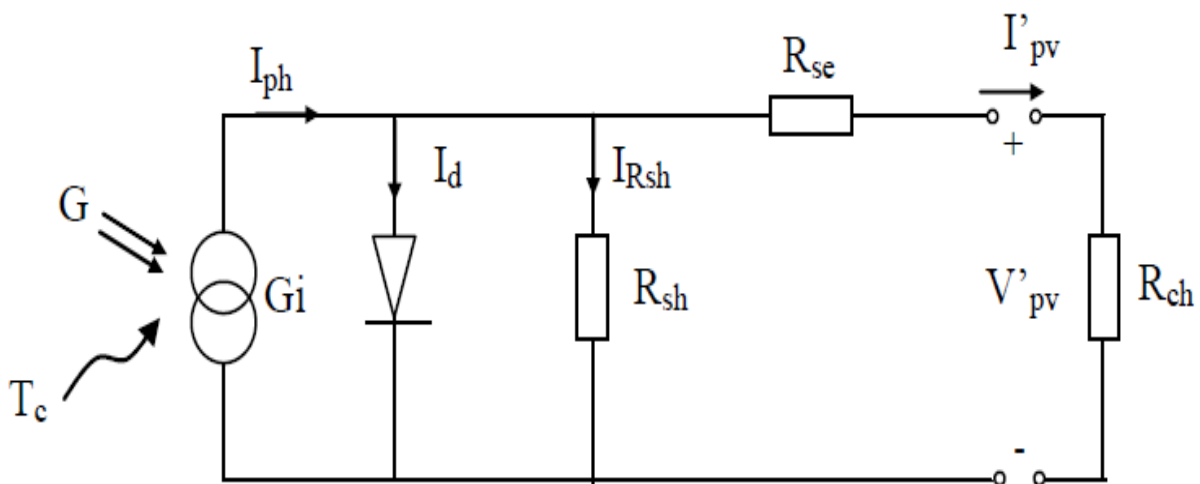 I'pv
Rse
Iph
+
Id
IRsh
G
Gi
Rsh
V'pv
Rch
Tc
-